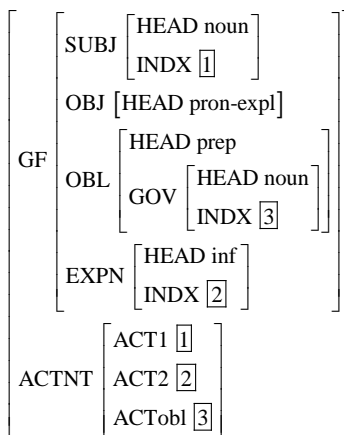 HEAD noun
SUBJ
INDX 1
OBJ [HEAD pron-expl]
HEAD prep
GF
OBL
HEAD noun
GOV
INDX 3
HEAD inf
EXPN
INDX 2
ACT1 1
ACTNT ACT2 2
ACTobl 3